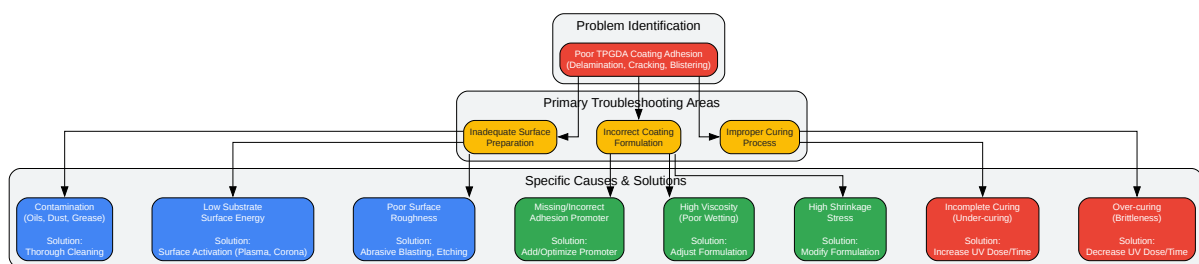 Problem Identification
Poor TPGDA Coating Adhesion
(Delamination, Cracking, Blistering)
Primary Troubleshooting Areas
Inadequate Surface
Preparation
Incorrect Coating
Formulation
Improper Curing
Process
Specific Causes & Solutions
Contamination
(Oils, Dust, Grease)
Solution:
Thorough Cleaning
Low Substrate
Surface Energy
Solution:
Surface Activation (Plasma, Corona)
Poor Surface
Roughness
Solution:
Abrasive Blasting, Etching
Missing/Incorrect
Adhesion Promoter
Solution:
Add/Optimize Promoter
High Viscosity
(Poor Wetting)
Solution:
Adjust Formulation
High Shrinkage
Stress
Solution:
Modify Formulation
Incomplete Curing
(Under-curing)
Solution:
Increase UV Dose/Time
Over-curing
(Brittleness)
Solution:
Decrease UV Dose/Time